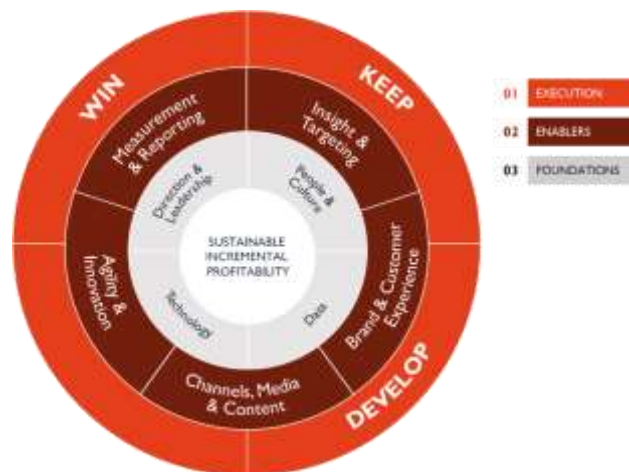 WIN
KEEP
DEVELOP
Measurement
& Reporting
Insight &
Targeting
Brand & Customer
Experience
Channels, Media
& Content
Agility &
Innovation
Direction &
Leadership
People &
Culture
Data
Technology
SUSTAINABLE
INCREMENTAL
PROFITABILITY
01 EXECUTION
02 ENABLERS
03 FOUNDATIONS